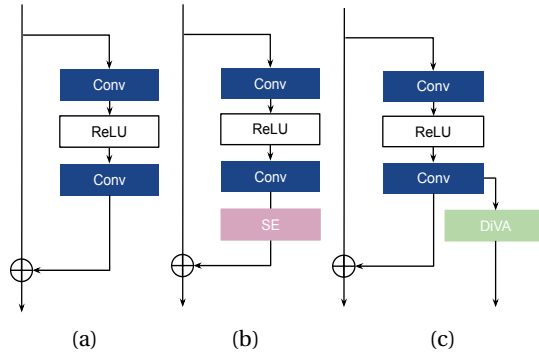 Conv
ReLU
Conv
(a)
Conv
ReLU
Conv
SE
(b)
Conv
ReLU
Conv
DiVA
(c)